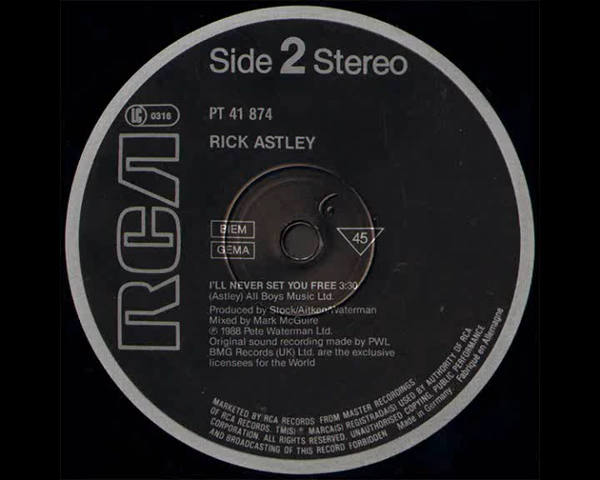 Side 2 Stereo
LC 0316
PT 41 874
RICK ASTLEY
RCA
BIEM
GEMA
45
I'LL NEVER SET YOU FREE 3:30
(Astley) All Boys Music Ltd.
Produced by Stock/Aitken/Waterman
Mixed by Mark McGuire
℗ 1988 Pete Waterman Ltd.
Original sound recording made by PWL
BMG Records (UK) Ltd. are the exclusive
licensees for the World
MARKETED BY RCA RECORDS FROM MASTER RECORDINGS
OF RCA RECORDS. TM(S) ® MARCA(S) REGISTRADA(S) USED BY AUTHORITY OF RCA
CORPORATION. ALL RIGHTS RESERVED. UNAUTHORISED COPYING, PUBLIC PERFORMANCE
AND BROADCASTING OF THIS RECORD FORBIDDEN
Made in Germany. Fabriqué en Allemagne